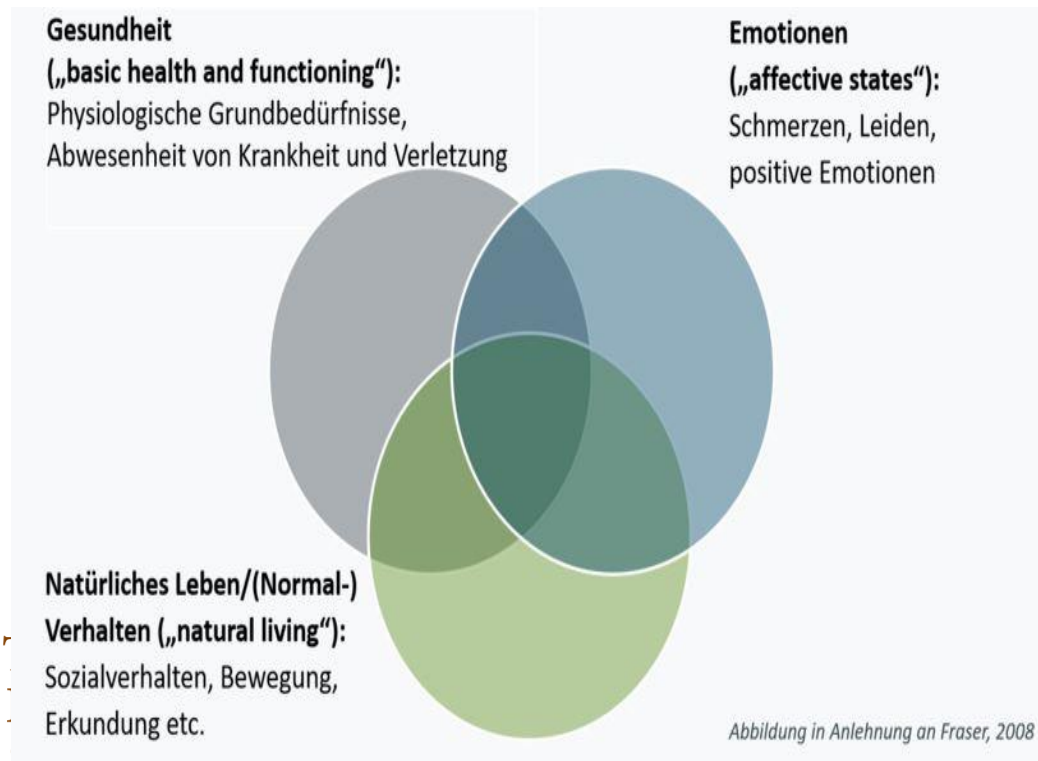 Gesundheit
(„basic health and functioning“):
Physiologische Grundbedürfnisse,
Abwesenheit von Krankheit und Verletzung
Emotionen
(„affective states“):
Schmerzen, Leiden,
positive Emotionen
Natürliches Leben/(Normal-)
Verhalten („natural living“):
Sozialverhalten, Bewegung,
Erkundung etc.
Abbildung in Anlehnung an Fraser, 2008